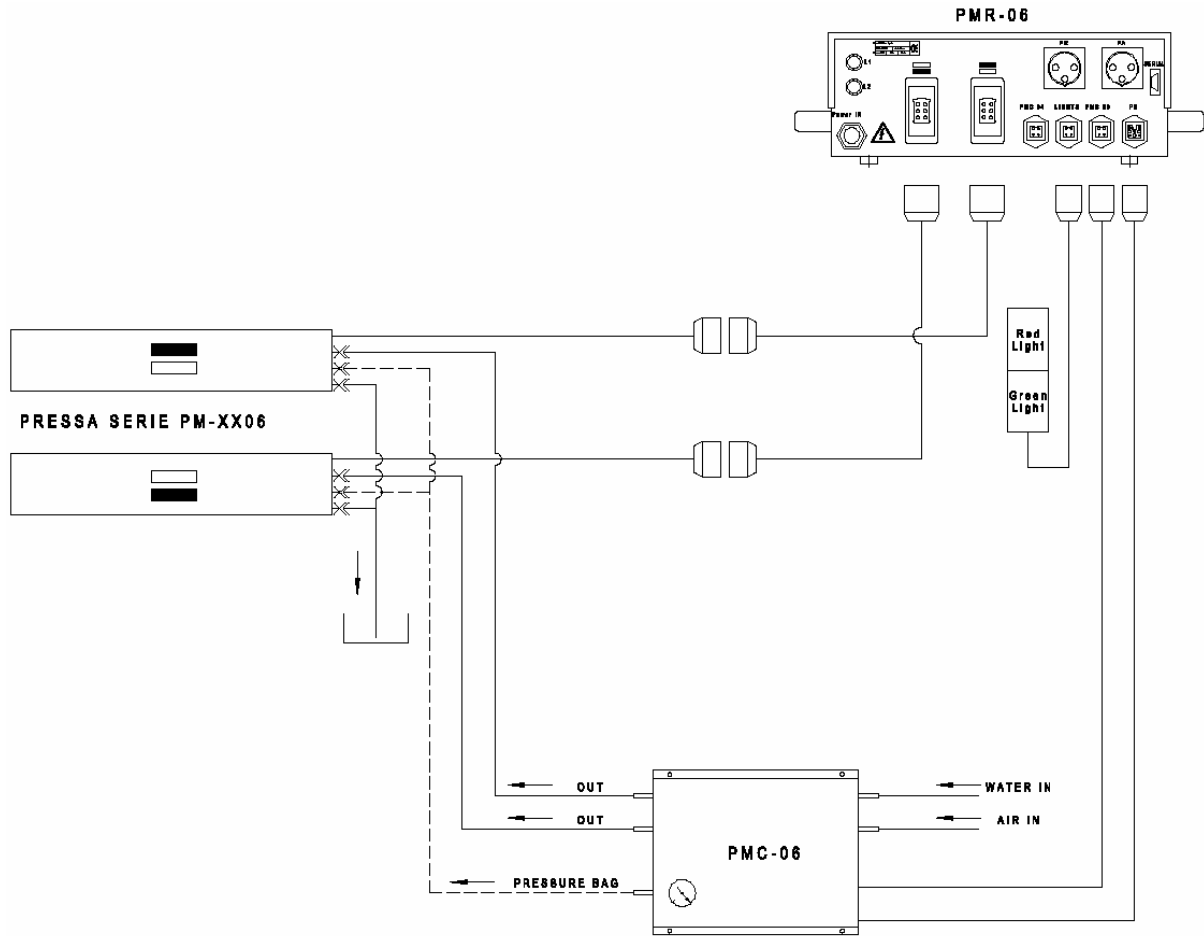 PMR-06
Power IN
LIGHTS
SERIAL
Red
Light
Green
Light
PRESSA SERIE PM-XX06
OUT
WATER IN
OUT
AIR IN
PMC-06
PRESSURE BAG